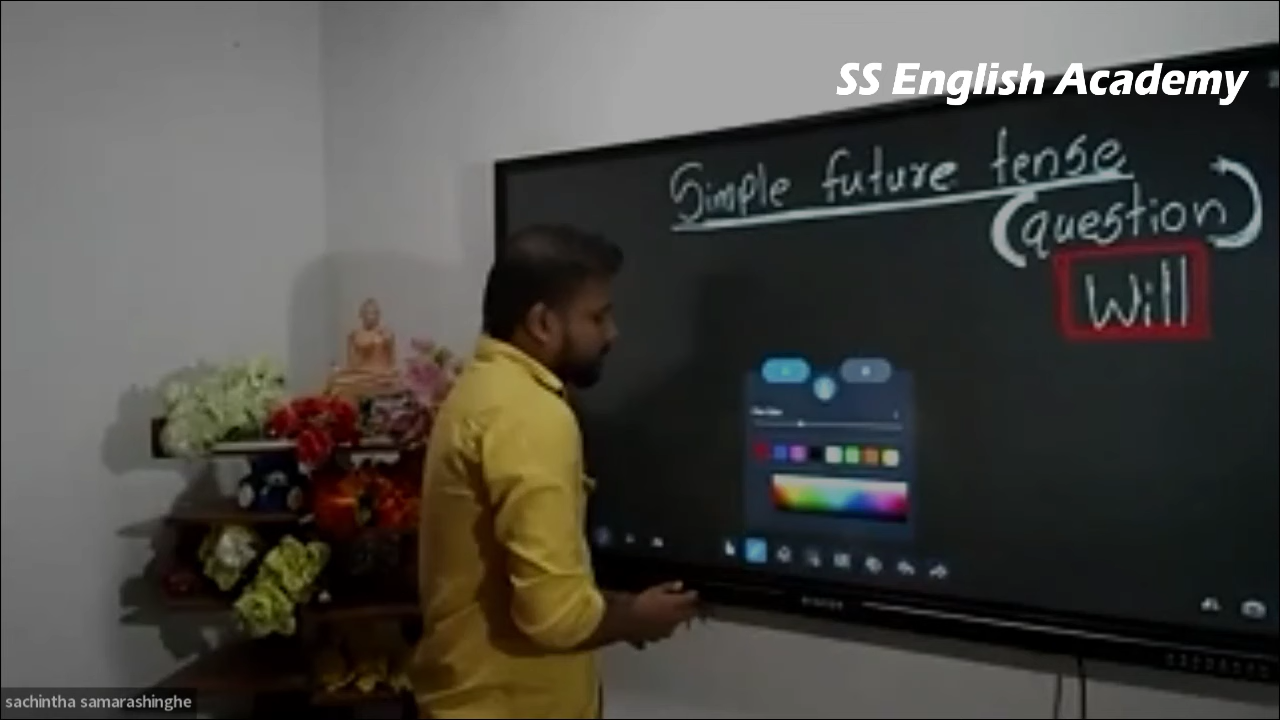 SS English Academy
Simple future tense
(question)
Will
sachintha samarashinghe